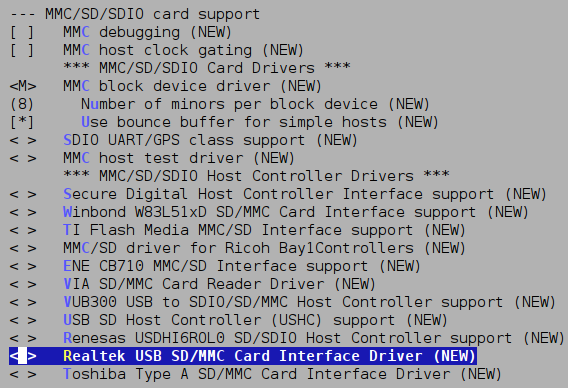 --- MMC/SD/SDIO card support
[ ] MMC debugging (NEW)
[ ] MMC host clock gating (NEW)
*** MMC/SD/SDIO Card Drivers ***
<M> MMC block device driver (NEW)
(8) Number of minors per block device (NEW)
[*] Use bounce buffer for simple hosts (NEW)
< > SDIO UART/GPS class support (NEW)
< > MMC host test driver (NEW)
*** MMC/SD/SDIO Host Controller Drivers ***
< > Secure Digital Host Controller Interface support (NEW)
< > Winbond W83L51xD SD/MMC Card Interface support (NEW)
< > TI Flash Media MMC/SD Interface support (NEW)
< > MMC/SD driver for Ricoh Bay1Controllers (NEW)
< > ENE CB710 MMC/SD Interface support (NEW)
< > VIA SD/MMC Card Reader Driver (NEW)
< > VUB300 USB to SDIO/SD/MMC Host Controller support (NEW)
< > USB SD Host Controller (USHC) support (NEW)
< > Renesas USDHI6ROL0 SD/SDIO Host Controller support (NEW)
< > Realtek USB SD/MMC Card Interface Driver (NEW)
< > Toshiba Type A SD/MMC Card Interface Driver (NEW)